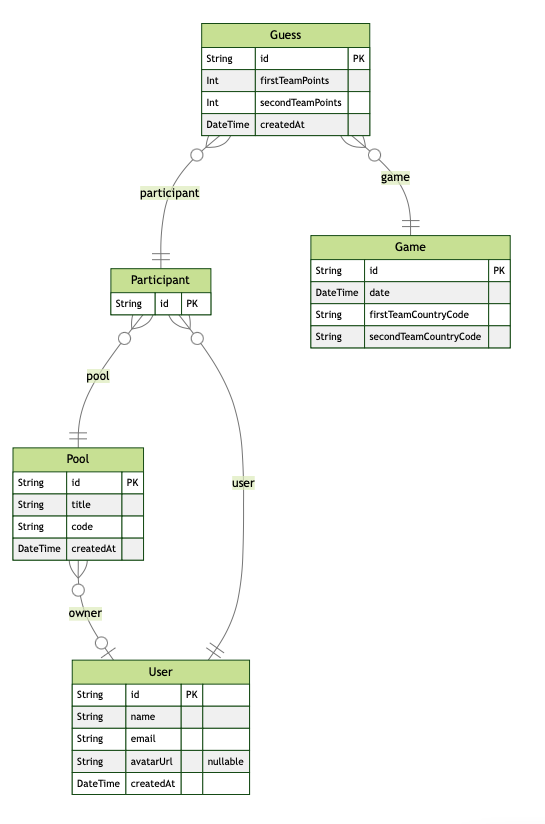 Guess
String id PK
Int firstTeamPoints
Int secondTeamPoints
DateTime createdAt
participant
game
Game
String id PK
DateTime date
String firstTeamCountryCode
String secondTeamCountryCode
Participant
String id PK
pool
user
Pool
String id PK
String title
String code
DateTime createdAt
owner
User
String id PK
String name
String email
String avatarUrl nullable
DateTime createdAt